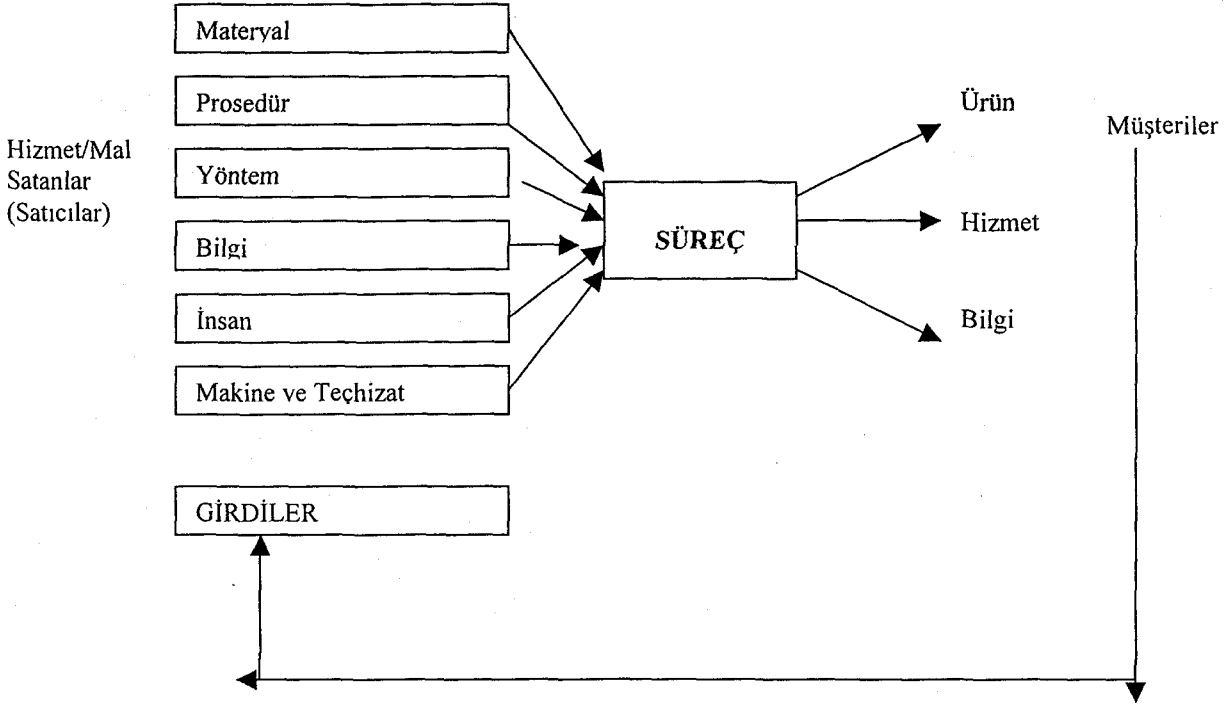 Hizmet/Mal
Satanlar
(Satıcılar)
Materyal
Prosedür
Yöntem
Bilgi
İnsan
Makine ve Teçhizat
GİRDİLER
SÜREÇ
Ürün
Hizmet
Bilgi
Müşteriler